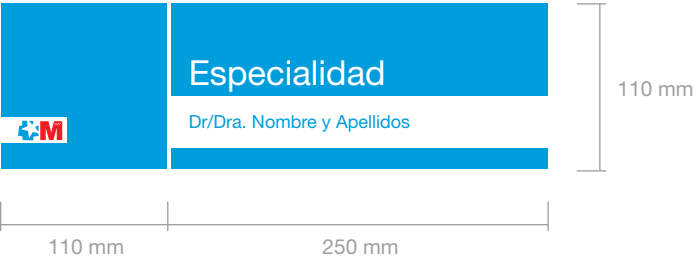 Especialidad
110 mm
Dr/Dra. Nombre y Apellidos
M
110 mm
250 mm